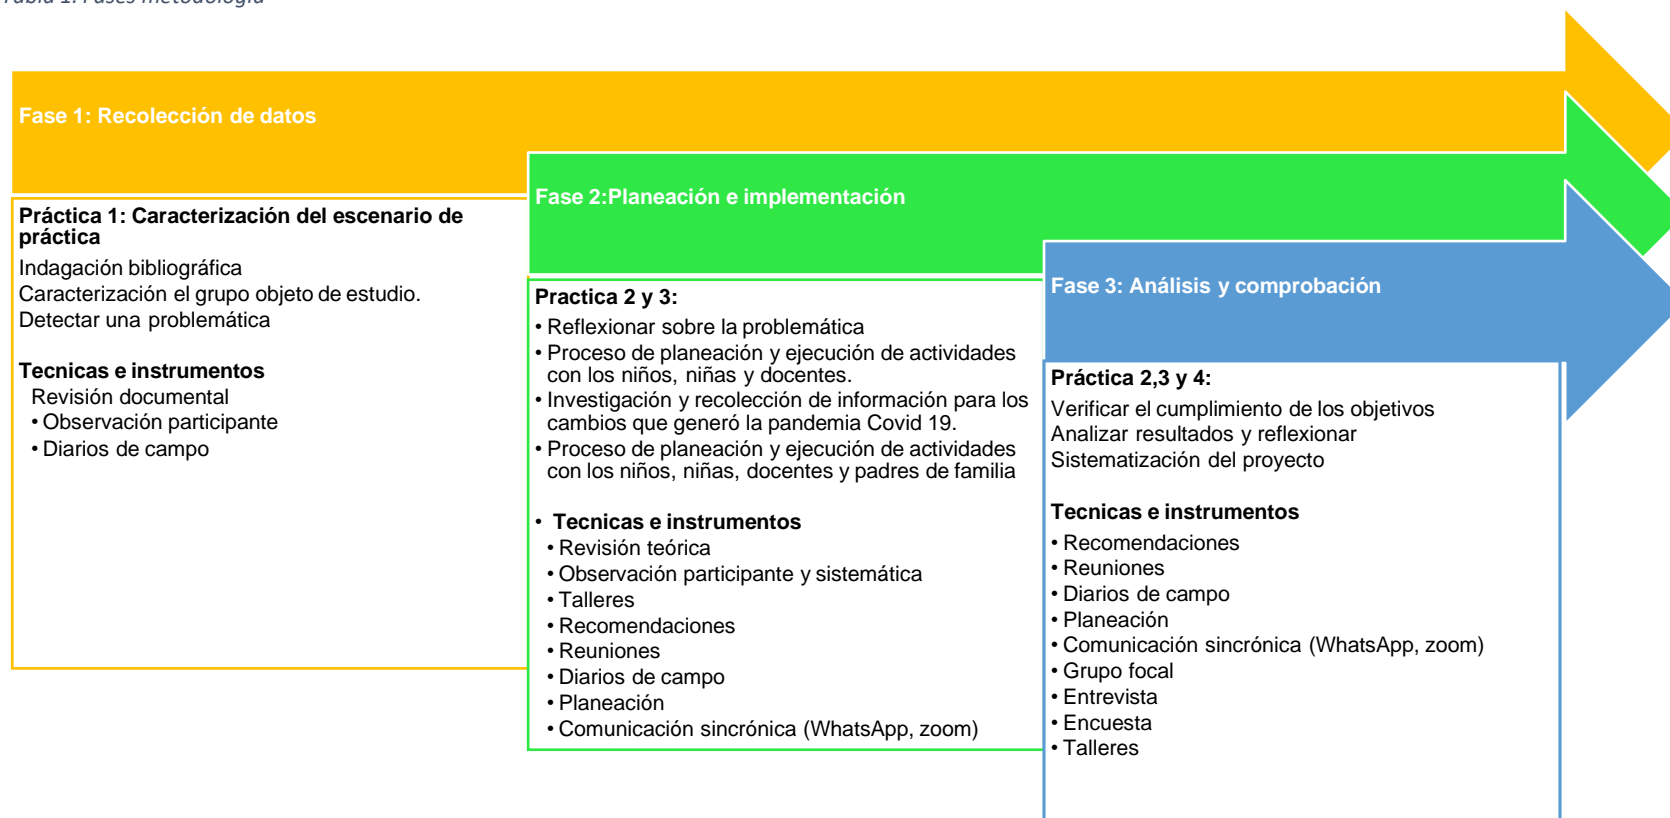 Tabla 1. Fases metodología
Fase 1: Recolección de datos
Práctica 1: Caracterización del escenario de
práctica
Indagación bibliográfica
Caracterización el grupo objeto de estudio.
Detectar una problemática
Tecnicas e instrumentos
Revisión documental
• Observación participante
• Diarios de campo
Fase 2:Planeación e implementación
Practica 2 y 3:
• Reflexionar sobre la problemática
• Proceso de planeación y ejecución de actividades
con los niños, niñas y docentes.
• Investigación y recolección de información para los
cambios que generó la pandemia Covid 19.
• Proceso de planeación y ejecución de actividades
con los niños, niñas, docentes y padres de familia
• Tecnicas e instrumentos
• Revisión teórica
• Observación participante y sistemática
• Talleres
• Recomendaciones
• Reuniones
• Diarios de campo
• Planeación
• Comunicación sincrónica (WhatsApp, zoom)
Fase 3: Análisis y comprobación
Práctica 2,3 y 4:
Verificar el cumplimiento de los objetivos
Analizar resultados y reflexionar
Sistematización del proyecto
Tecnicas e instrumentos
• Recomendaciones
• Reuniones
• Diarios de campo
• Planeación
• Comunicación sincrónica (WhatsApp, zoom)
• Grupo focal
• Entrevista
• Encuesta
• Talleres